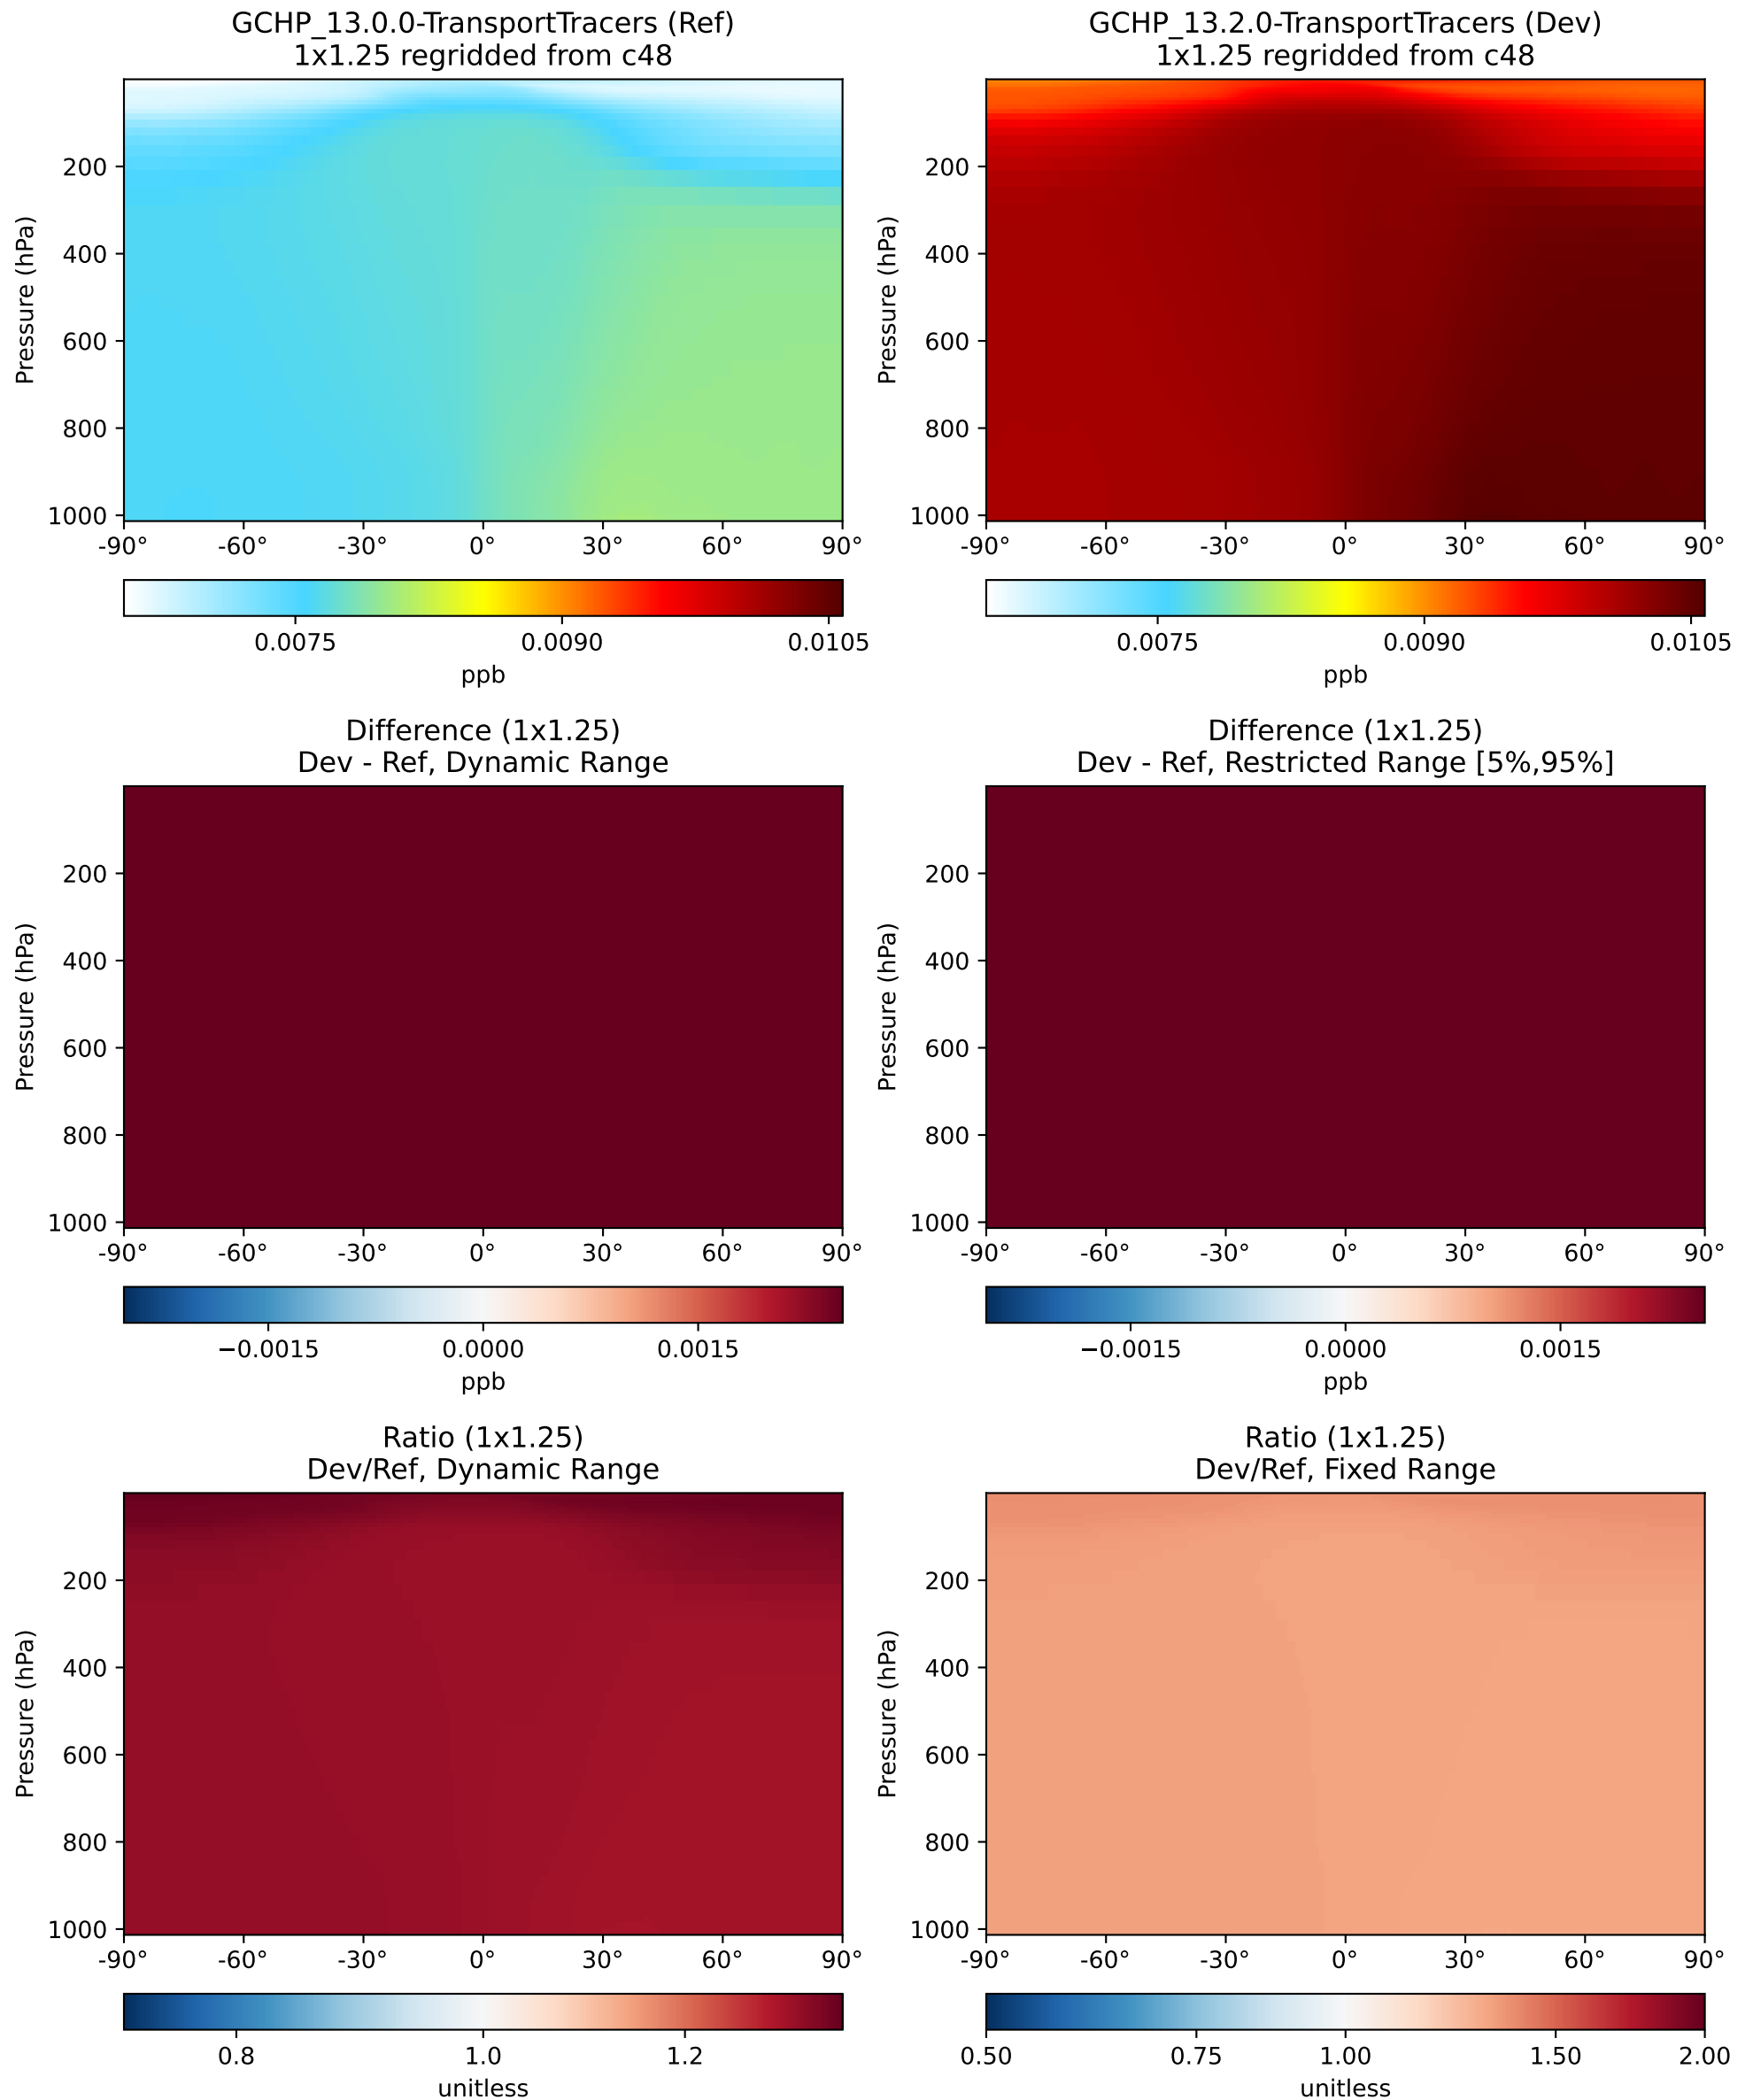 GCHP_13.0.0-TransportTracers (Ref)
1x1.25 regridded from c48
GCHP_13.2.0-TransportTracers (Dev)
1x1.25 regridded from c48
Pressure (hPa)
200
400
600
800
1000
-90° -60° -30° 0° 30° 60° 90°
0.0075 0.0090 0.0105
ppb
Pressure (hPa)
200
400
600
800
1000
-90° -60° -30° 0° 30° 60° 90°
0.0075 0.0090 0.0105
ppb
Difference (1x1.25)
Dev - Ref, Dynamic Range
Difference (1x1.25)
Dev - Ref, Restricted Range [5%,95%]
Pressure (hPa)
200
400
600
800
1000
-90° -60° -30° 0° 30° 60° 90°
−0.0015 0.0000 0.0015
ppb
Pressure (hPa)
200
400
600
800
1000
-90° -60° -30° 0° 30° 60° 90°
−0.0015 0.0000 0.0015
ppb
Ratio (1x1.25)
Dev/Ref, Dynamic Range
Ratio (1x1.25)
Dev/Ref, Fixed Range
Pressure (hPa)
200
400
600
800
1000
-90° -60° -30° 0° 30° 60° 90°
0.8 1.0 1.2
unitless
Pressure (hPa)
200
400
600
800
1000
-90° -60° -30° 0° 30° 60° 90°
0.50 0.75 1.00 1.50 2.00
unitless